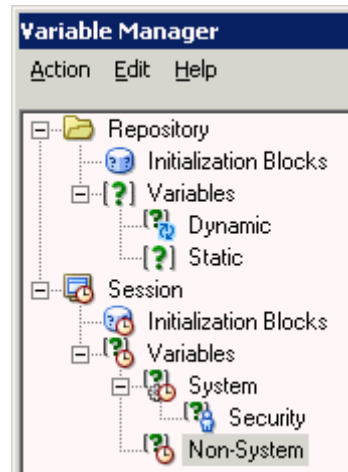 Variable Manager
Action Edit Help
Repository
Initialization Blocks
Variables
Dynamic
Static
Session
Initialization Blocks
Variables
System
Security
Non-System